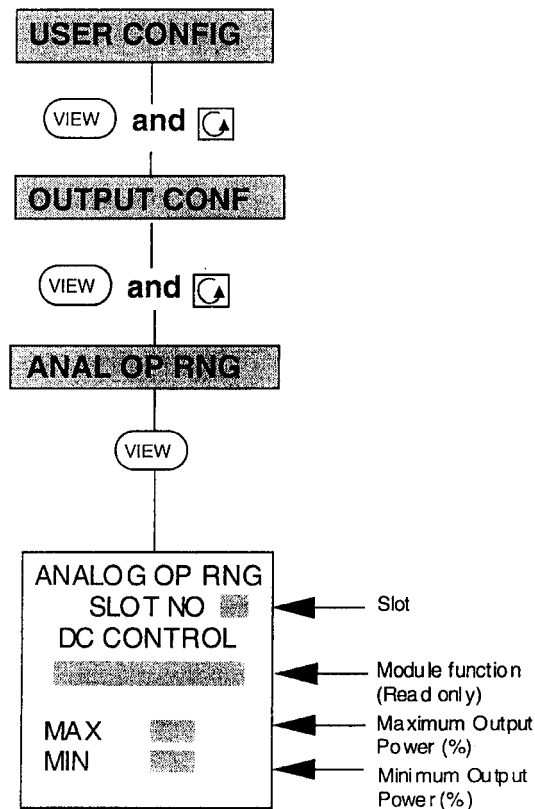 USER CONFIG
VIEW and
OUTPUT CONF
VIEW and
ANAL OP RNG
VIEW
ANALOG OP RNG
SLOT NO
Slot
DC CONTROL
Module function
(Read only)
MAX
Maximum Output
Power (%)
MIN
Minimum Output
Power (%)